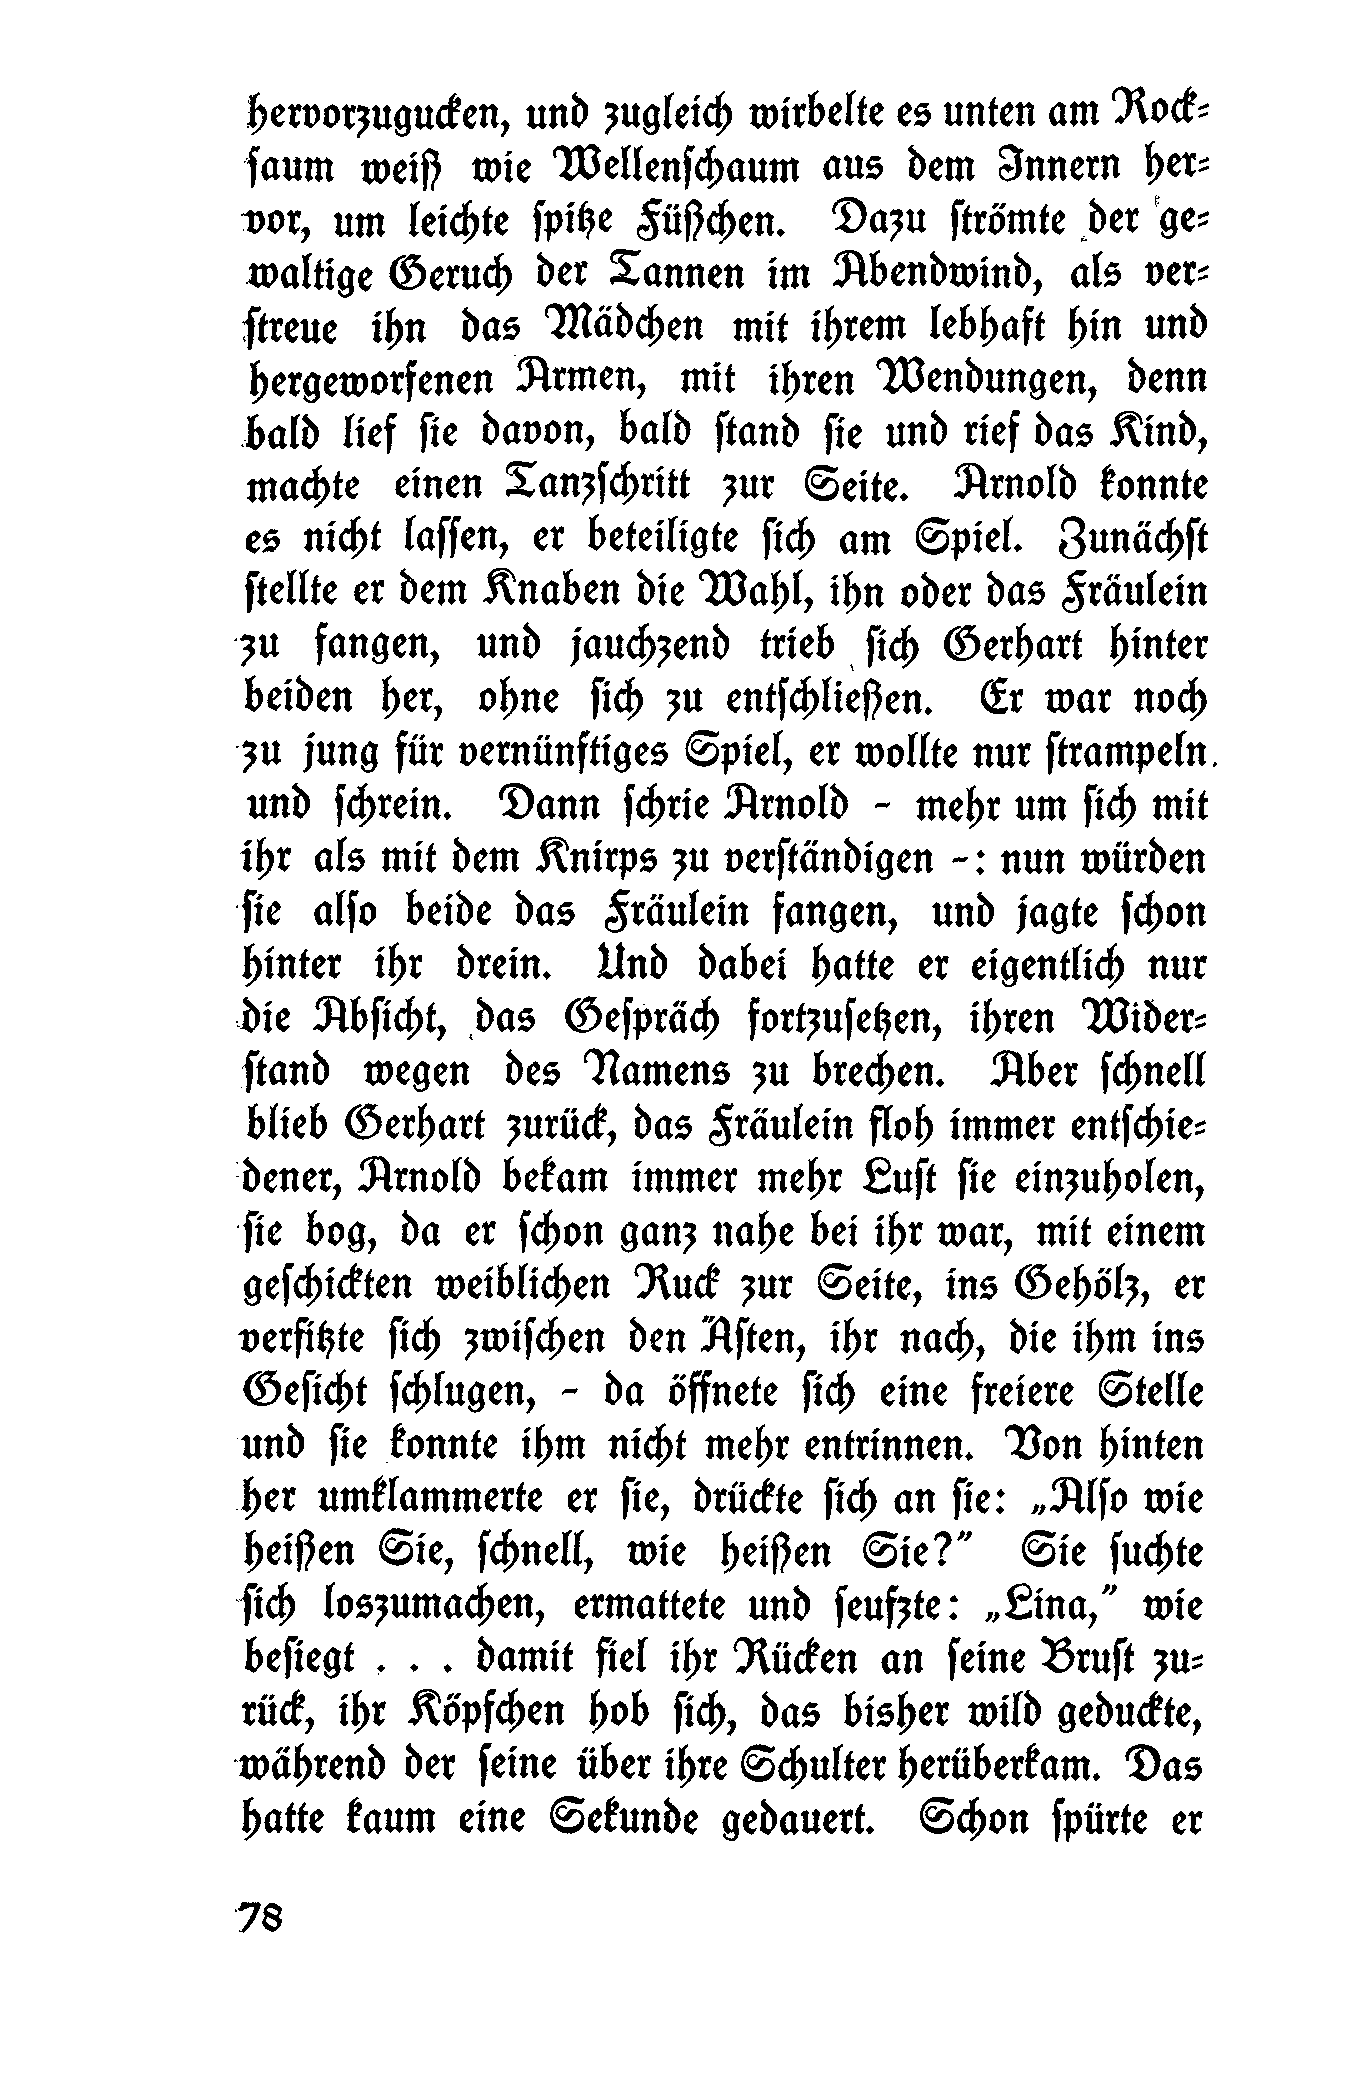 hervorzugucken, und zugleich wirbelte es unten am Rock-
saum weiß wie Wellenschaum aus dem Innern her-
vor, um leichte spitze Füßchen. Dazu strömte der ge-
waltige Geruch der Tannen im Abendwind, als ver-
streue ihn das Mädchen mit ihrem lebhaft hin und
hergeworfenen Armen, mit ihren Wendungen, denn
bald lief sie davon, bald stand sie und rief das Kind,
machte einen Tanzschritt zur Seite. Arnold konnte
es nicht lassen, er beteiligte sich am Spiel. Zunächst
stellte er dem Knaben die Wahl, ihn oder das Fräulein
zu fangen, und jauchzend trieb sich Gerhart hinter
beiden her, ohne sich zu entschließen. Er war noch
zu jung für vernünftiges Spiel, er wollte nur strampeln.
und schrein. Dann schrie Arnold – mehr um sich mit
ihr als mit dem Knirps zu verständigen –: nun würden
sie also beide das Fräulein fangen, und jagte schon
hinter ihr drein. Und dabei hatte er eigentlich nur
die Absicht, das Gespräch fortzusetzen, ihren Wider-
stand wegen des Namens zu brechen. Aber schnell
blieb Gerhart zurück, das Fräulein floh immer entschie-
dener, Arnold bekam immer mehr Lust sie einzuholen,
sie bog, da er schon ganz nahe bei ihr war, mit einem
geschickten weiblichen Ruck zur Seite, ins Gehölz, er
verfitzte sich zwischen den Ästen, ihr nach, die ihm ins
Gesicht schlugen, – da öffnete sich eine freiere Stelle
und sie konnte ihm nicht mehr entrinnen. Von hinten
her umklammerte er sie, drückte sich an sie: „Also wie
heißen Sie, schnell, wie heißen Sie?” Sie suchte
sich loszumachen, ermattete und seufzte: „Lina,” wie
besiegt . . . damit fiel ihr Rücken an seine Brust zu-
rück, ihr Köpfchen hob sich, das bisher wild geduckte,
während der seine über ihre Schulter herüberkam. Das
hatte kaum eine Sekunde gedauert. Schon spürte er
78